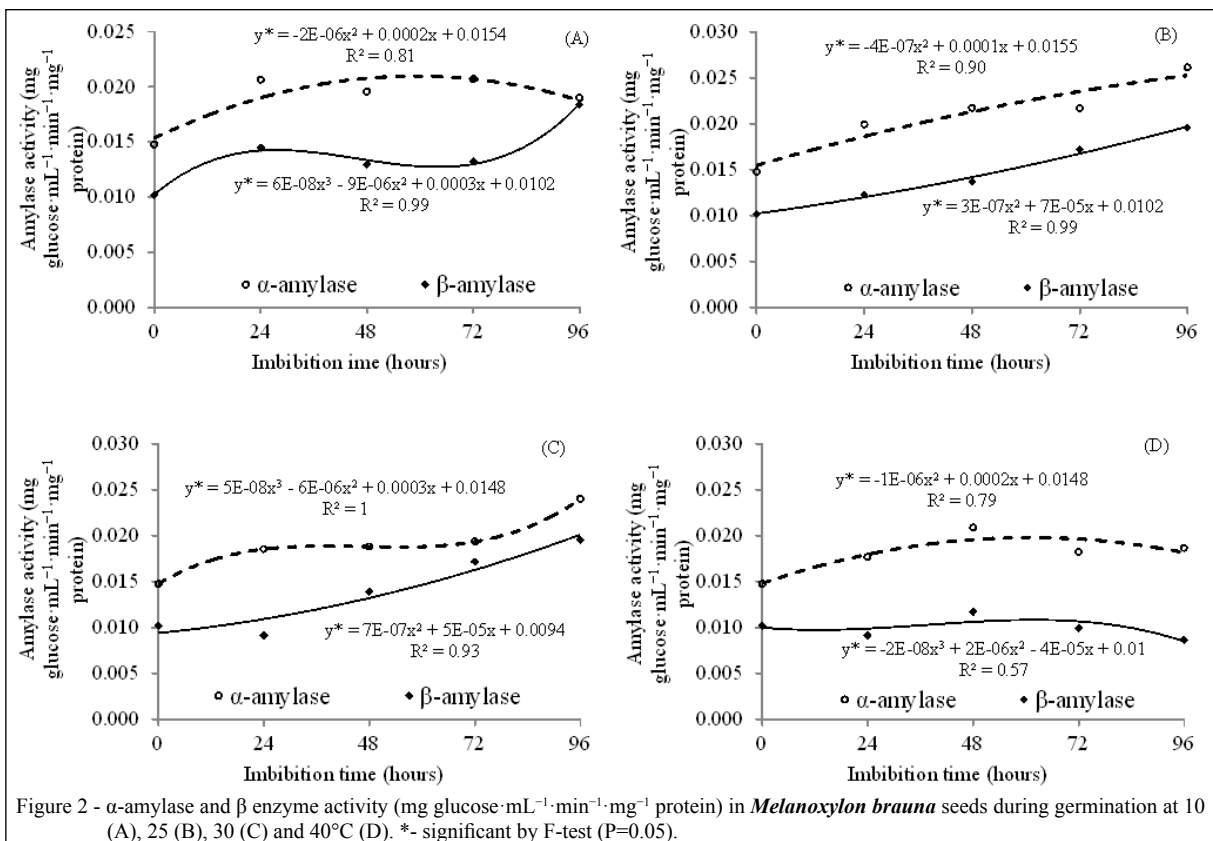 Amylase activity (mg
glucose·mL⁻¹·min⁻¹·mg⁻¹
protein)
0.025
0.020
0.015
0.010
0.005
0.000
y* = -2E-06x² + 0.0002x + 0.0154
R² = 0.81
(A)
y* = 6E-08x³ - 9E-06x² + 0.0003x + 0.0102
R² = 0.99
α-amylase
β-amylase
0 24 48 72 96
Imbibition ime (hours)
Amylase activity (mg
glucose·mL⁻¹·min⁻¹·mg⁻¹
protein)
0.030
0.025
0.020
0.015
0.010
0.005
0.000
y* = -4E-07x² + 0.0001x + 0.0155
R² = 0.90
(B)
y* = 3E-07x² + 7E-05x + 0.0102
R² = 0.99
α-amylase
β-amylase
0 24 48 72 96
Imbibition time (hours)
Amylase activity (mg
glucose·mL⁻¹·min⁻¹·mg⁻¹
protein)
0.030
0.025
0.020
0.015
0.010
0.005
0.000
(C)
y* = 5E-08x³ - 6E-06x² + 0.0003x + 0.0148
R² = 1
y* = 7E-07x² + 5E-05x + 0.0094
R² = 0.93
α-amylase
β-amylase
0 24 48 72 96
Imbibition time (hours)
Amylase activity (mg
glucose·mL⁻¹·min⁻¹·mg⁻¹
protein)
0.030
0.025
0.020
0.015
0.010
0.005
0.000
(D)
y* = -1E-06x² + 0.0002x + 0.0148
R² = 0.79
y* = -2E-08x³ + 2E-06x² - 4E-05x + 0.01
R² = 0.57
α-amylase
β-amylase
0 24 48 72 96
Imbibition time (hours)
Figure 2 - α-amylase and β enzyme activity (mg glucose·mL⁻¹·min⁻¹·mg⁻¹ protein) in Melanoxylon brauna seeds during germination at 10
(A), 25 (B), 30 (C) and 40°C (D). *- significant by F-test (P=0.05).